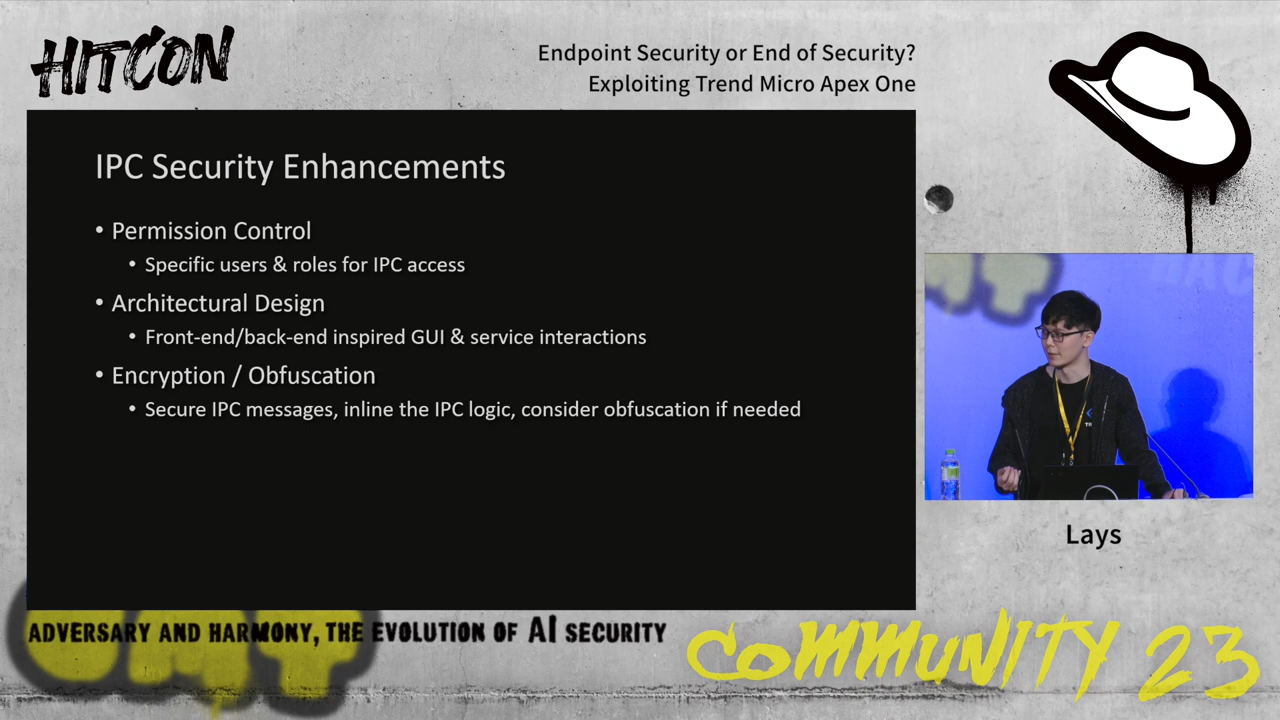 HITCON
Endpoint Security or End of Security?
Exploiting Trend Micro Apex One
IPC Security Enhancements
• Permission Control
• Specific users & roles for IPC access
• Architectural Design
• Front-end/back-end inspired GUI & service interactions
• Encryption / Obfuscation
• Secure IPC messages, inline the IPC logic, consider obfuscation if needed
Lays
ADVERSARY AND HARMONY, THE EVOLUTION OF AI SECURITY
COMMUNITY 23